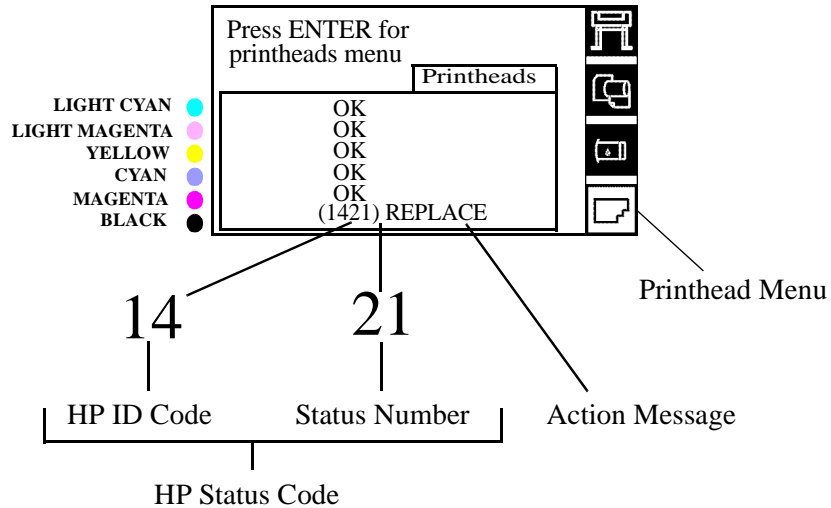 Press ENTER for
printheads menu
Printheads
LIGHT CYAN OK
LIGHT MAGENTA OK
YELLOW OK
CYAN OK
MAGENTA OK
BLACK (1421) REPLACE
Printhead Menu
14 21
HP ID Code Status Number Action Message
HP Status Code